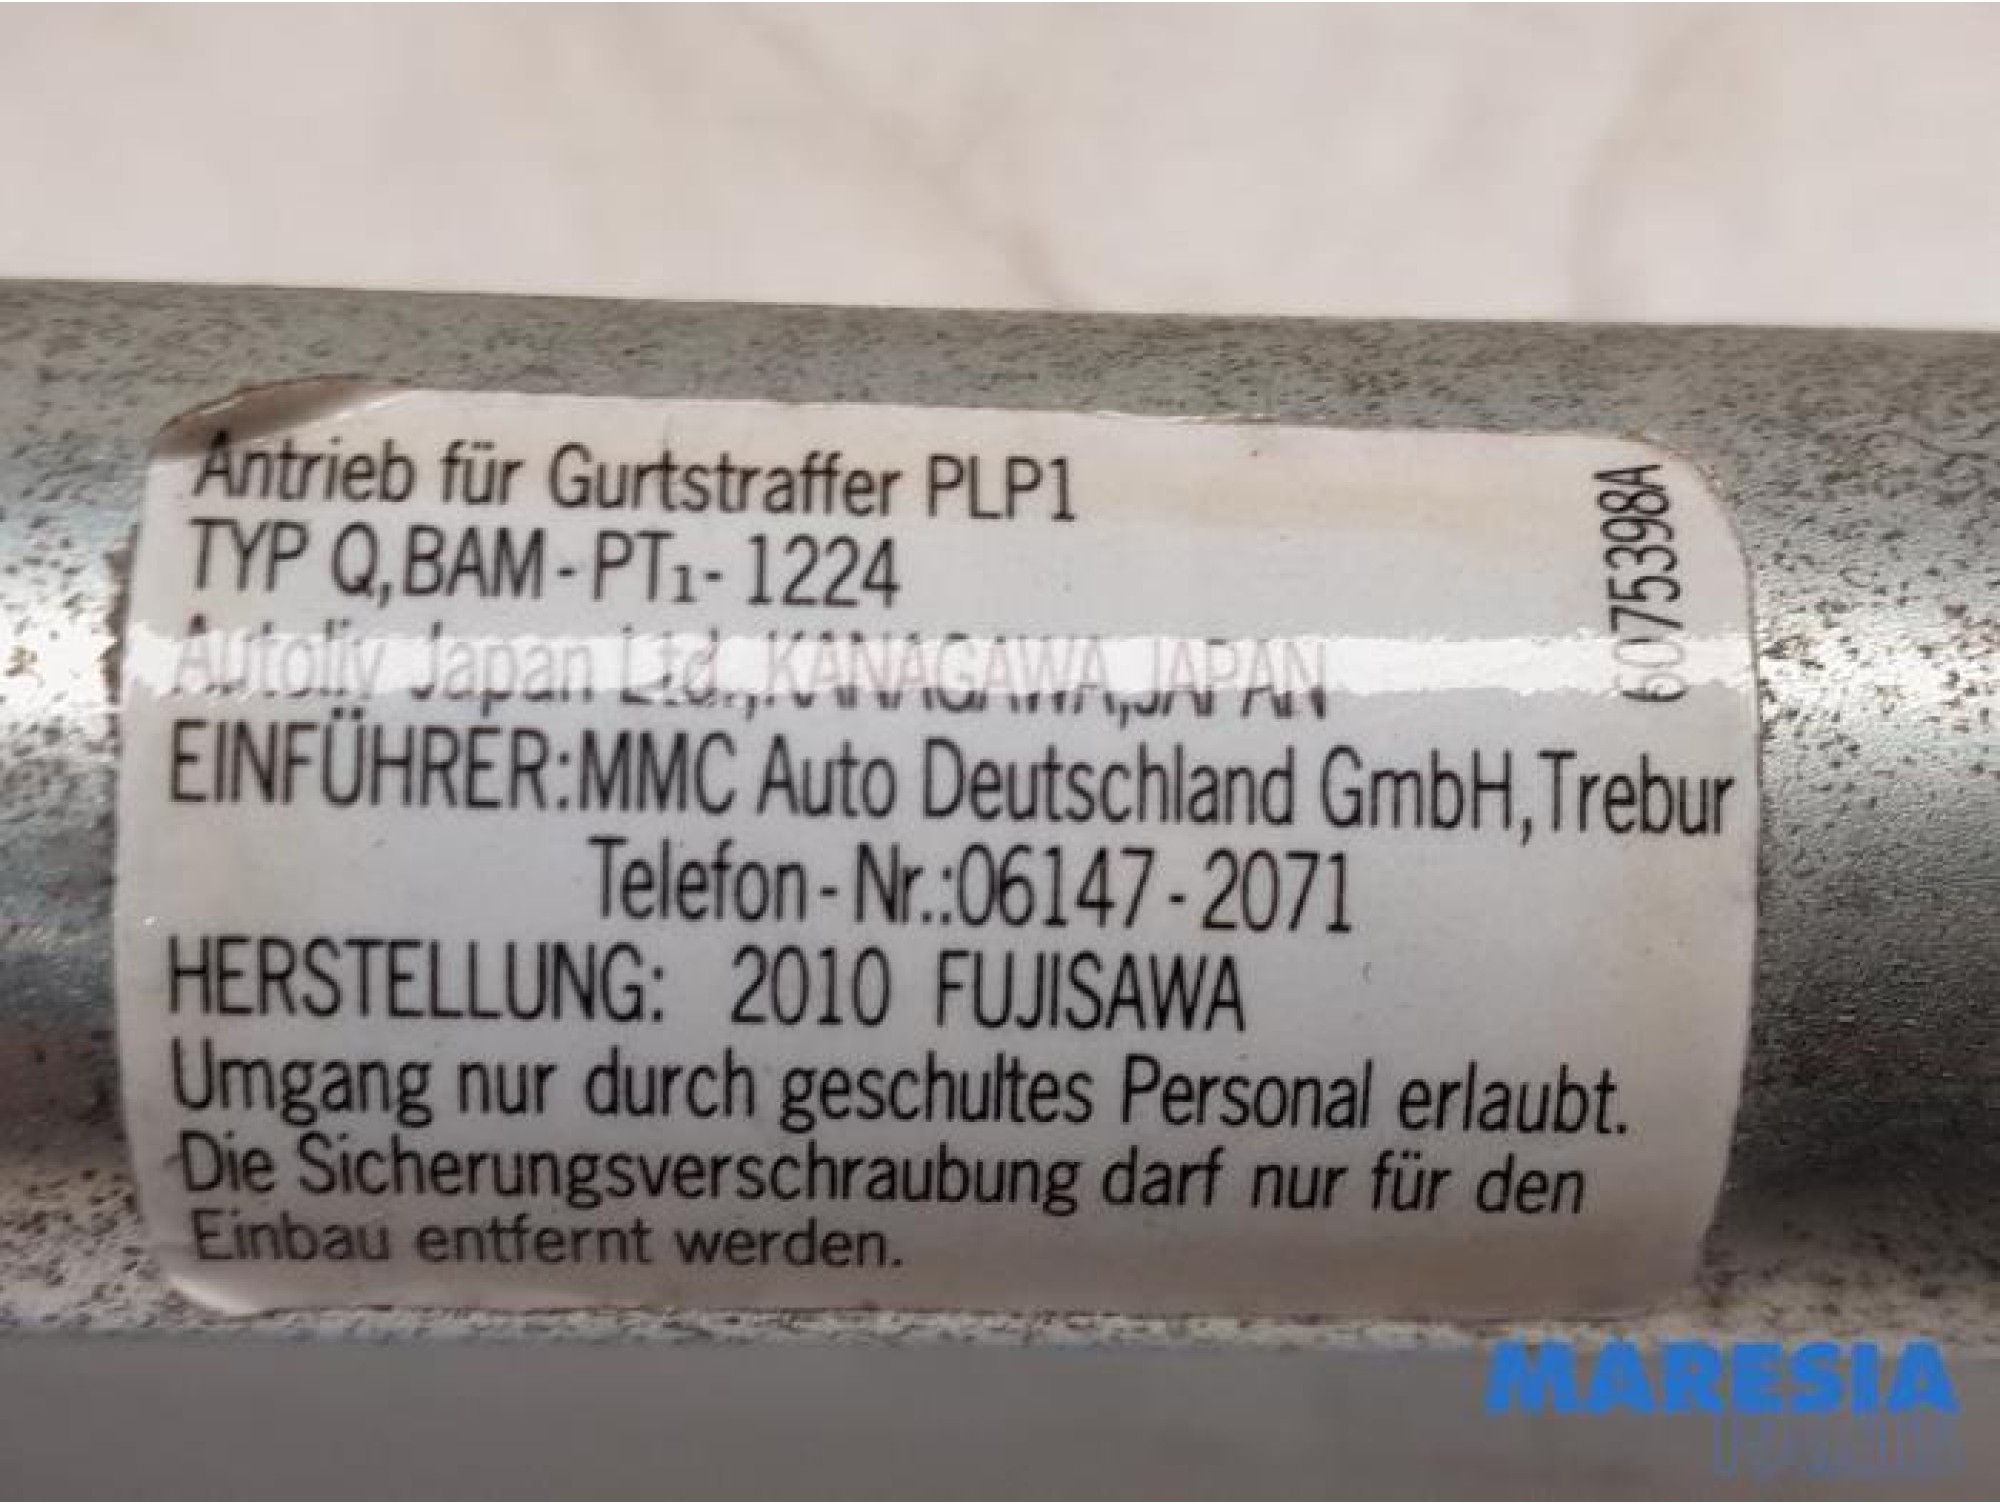 Antrieb für Gurtstraffer PLP1
TYP Q,BAM-PT₁-1224
Autoliv Japan Ltd.,KANAGAWA,JAPAN
EINFÜHRER:MMC Auto Deutschland GmbH,Trebur
Telefon-Nr.:06147-2071
HERSTELLUNG: 2010 FUJISAWA
Umgang nur durch geschultes Personal erlaubt.
Die Sicherungsverschraubung darf nur für den
Einbau entfernt werden.
6075398A
MARESIA